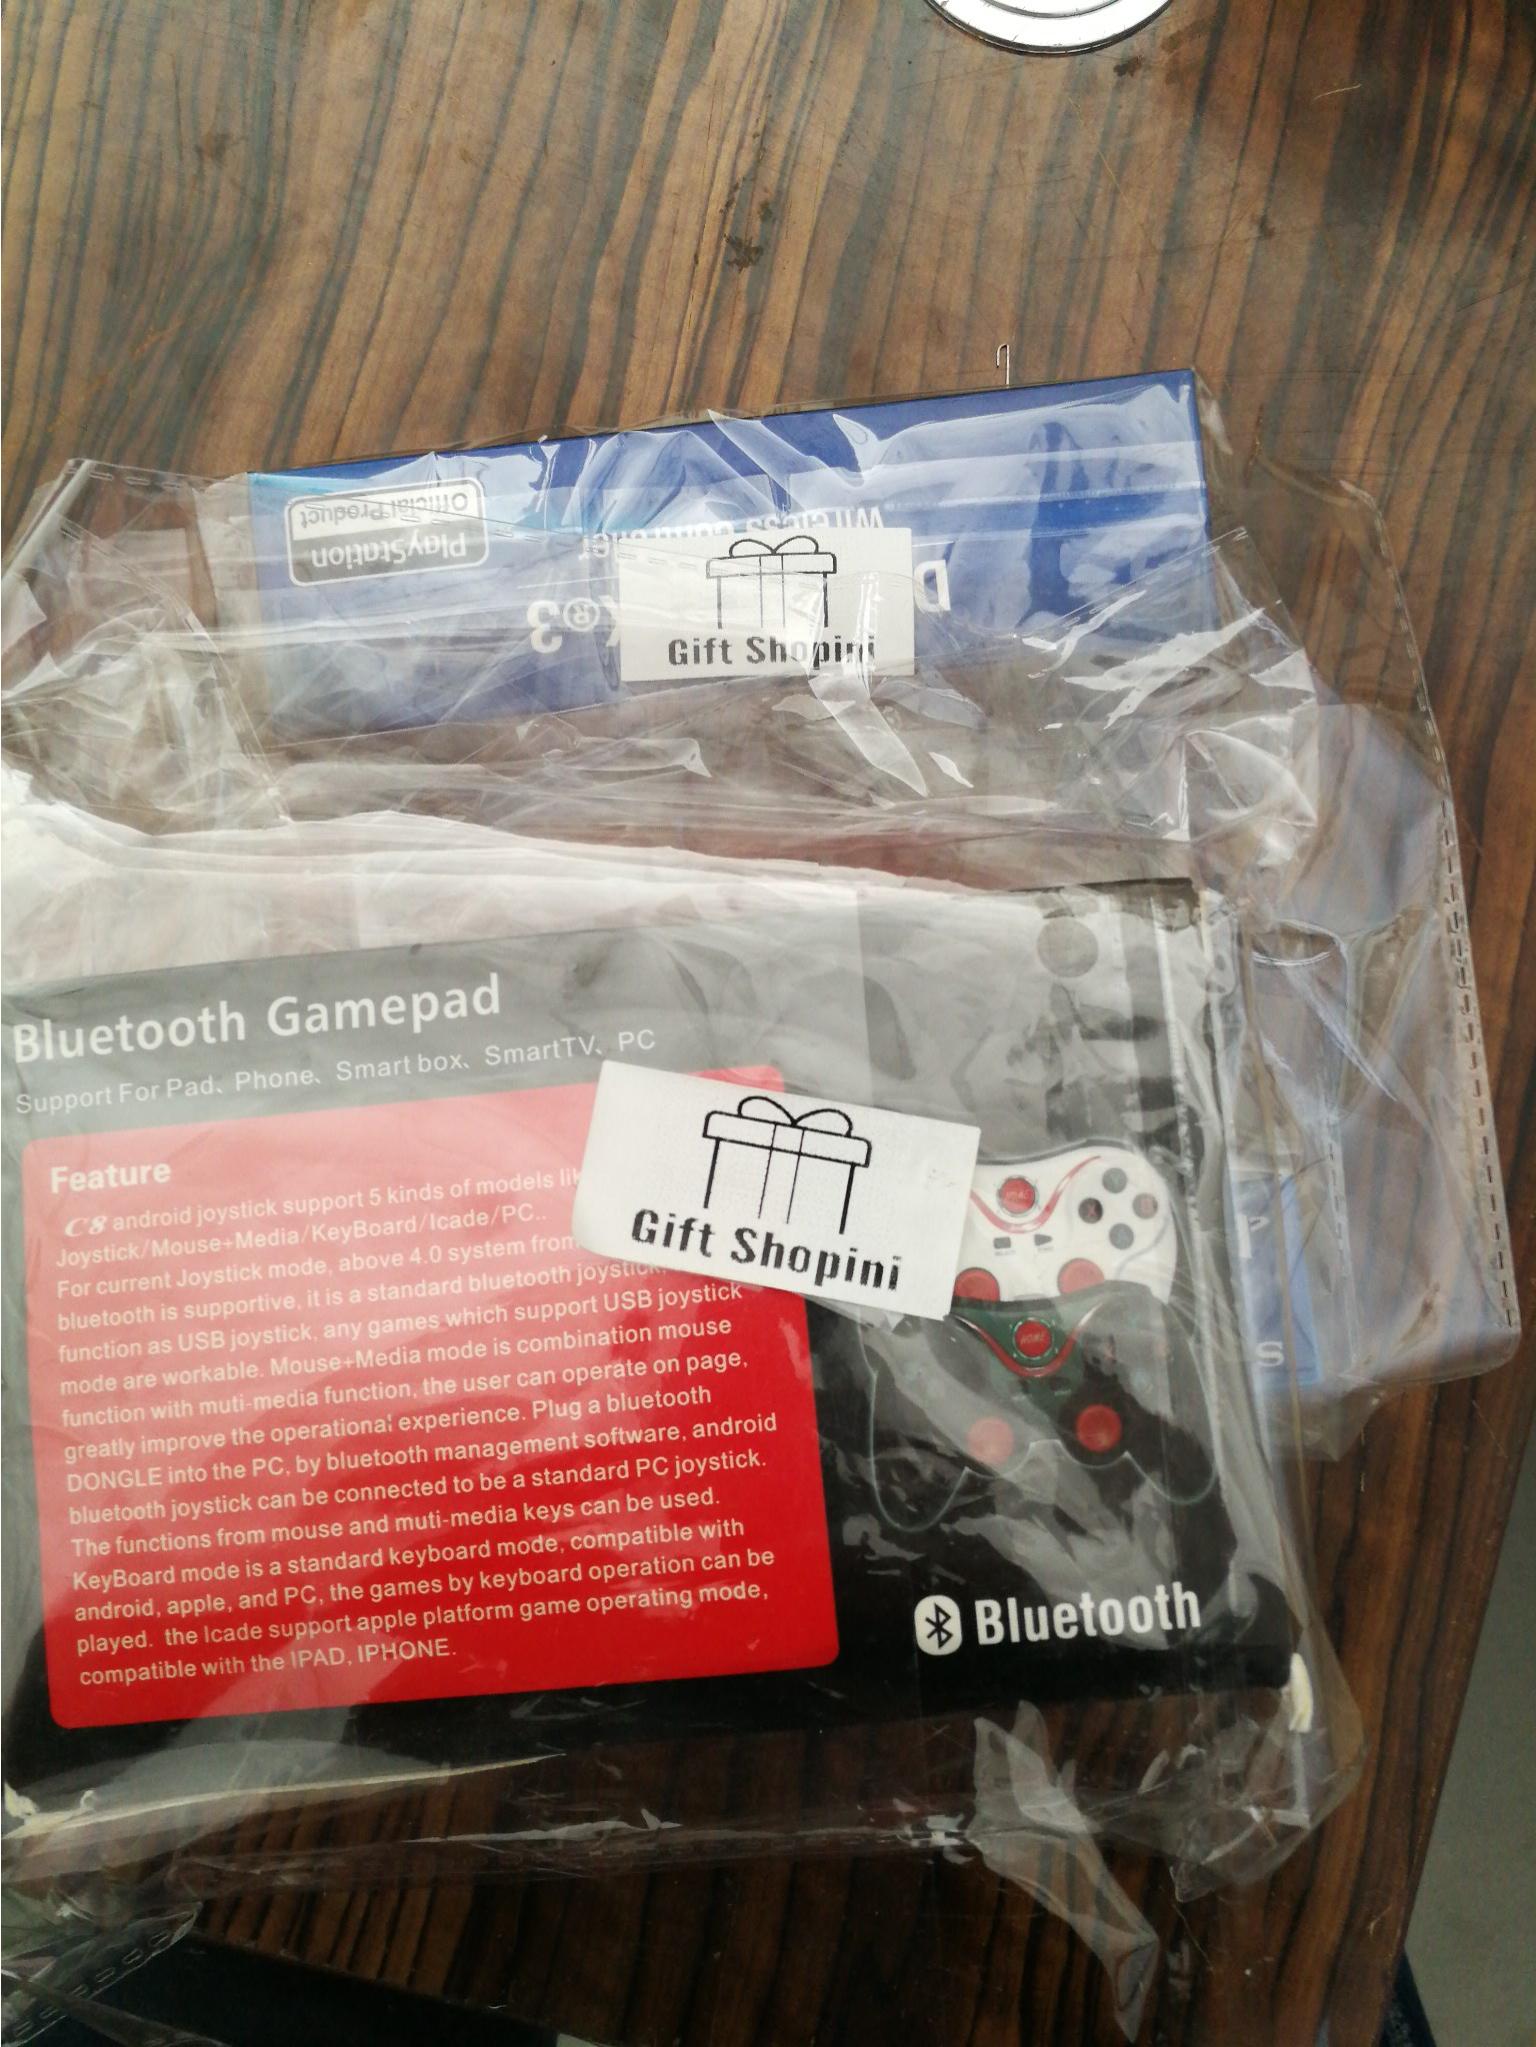 PlayStation
Official Product
Wireless
®3
Gift Shopini
Bluetooth Gamepad
Support For Pad、Phone、Smart box、SmartTV、PC
Feature
C8 android joystick support 5 kinds of models
Joystick/Mouse+Media/KeyBoard/Icade/PC..
For current Joystick mode, above 4.0 system from
bluetooth is supportive, it is a standard bluetooth joystick,
function as USB joystick, any games which support USB joystick
mode are workable. Mouse+Media mode is combination mouse
function with muti-media function, the user can operate on page,
greatly improve the operational experience. Plug a bluetooth
DONGLE into the PC, by bluetooth management software, android
bluetooth joystick can be connected to be a standard PC joystick.
The functions from mouse and muti-media keys can be used.
KeyBoard mode is a standard keyboard mode, compatible with
android, apple, and PC, the games by keyboard operation can be
played. the Icade support apple platform game operating mode,
compatible with the IPAD, IPHONE.
Gift Shopini
HOME
Bluetooth